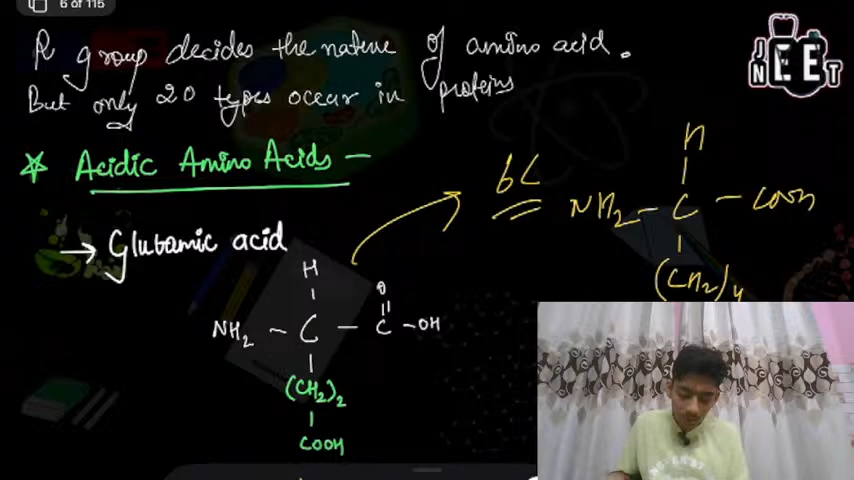 6 of 115
R group decides the nature of amino acid.
But only 20 types occur in proteins
J NEET
Acidic Amino Acids -
→ Glutamic acid
H
NH2 - C - C - OH
O
(CH2)2
COOH
6C
H
NH2 - C - COOH
(CH2)4